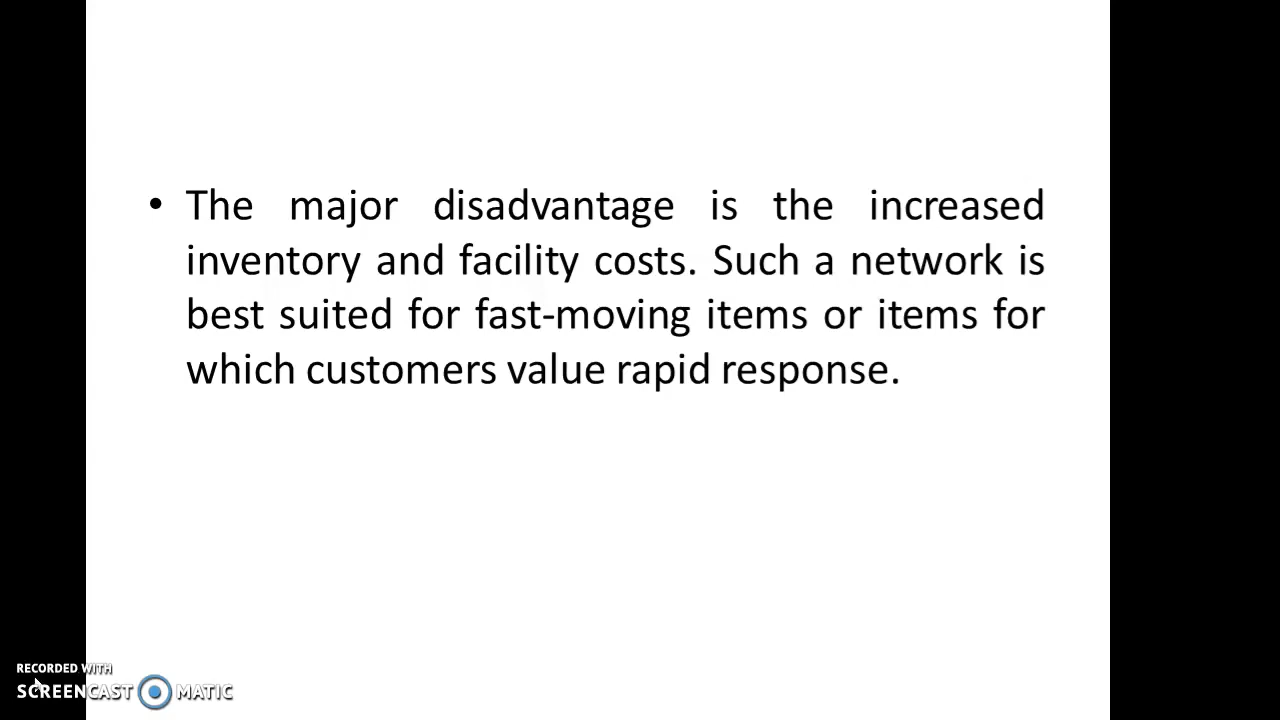 • The major disadvantage is the increased
inventory and facility costs. Such a network is
best suited for fast-moving items or items for
which customers value rapid response.
RECORDED WITH
SCREENCAST MATIC